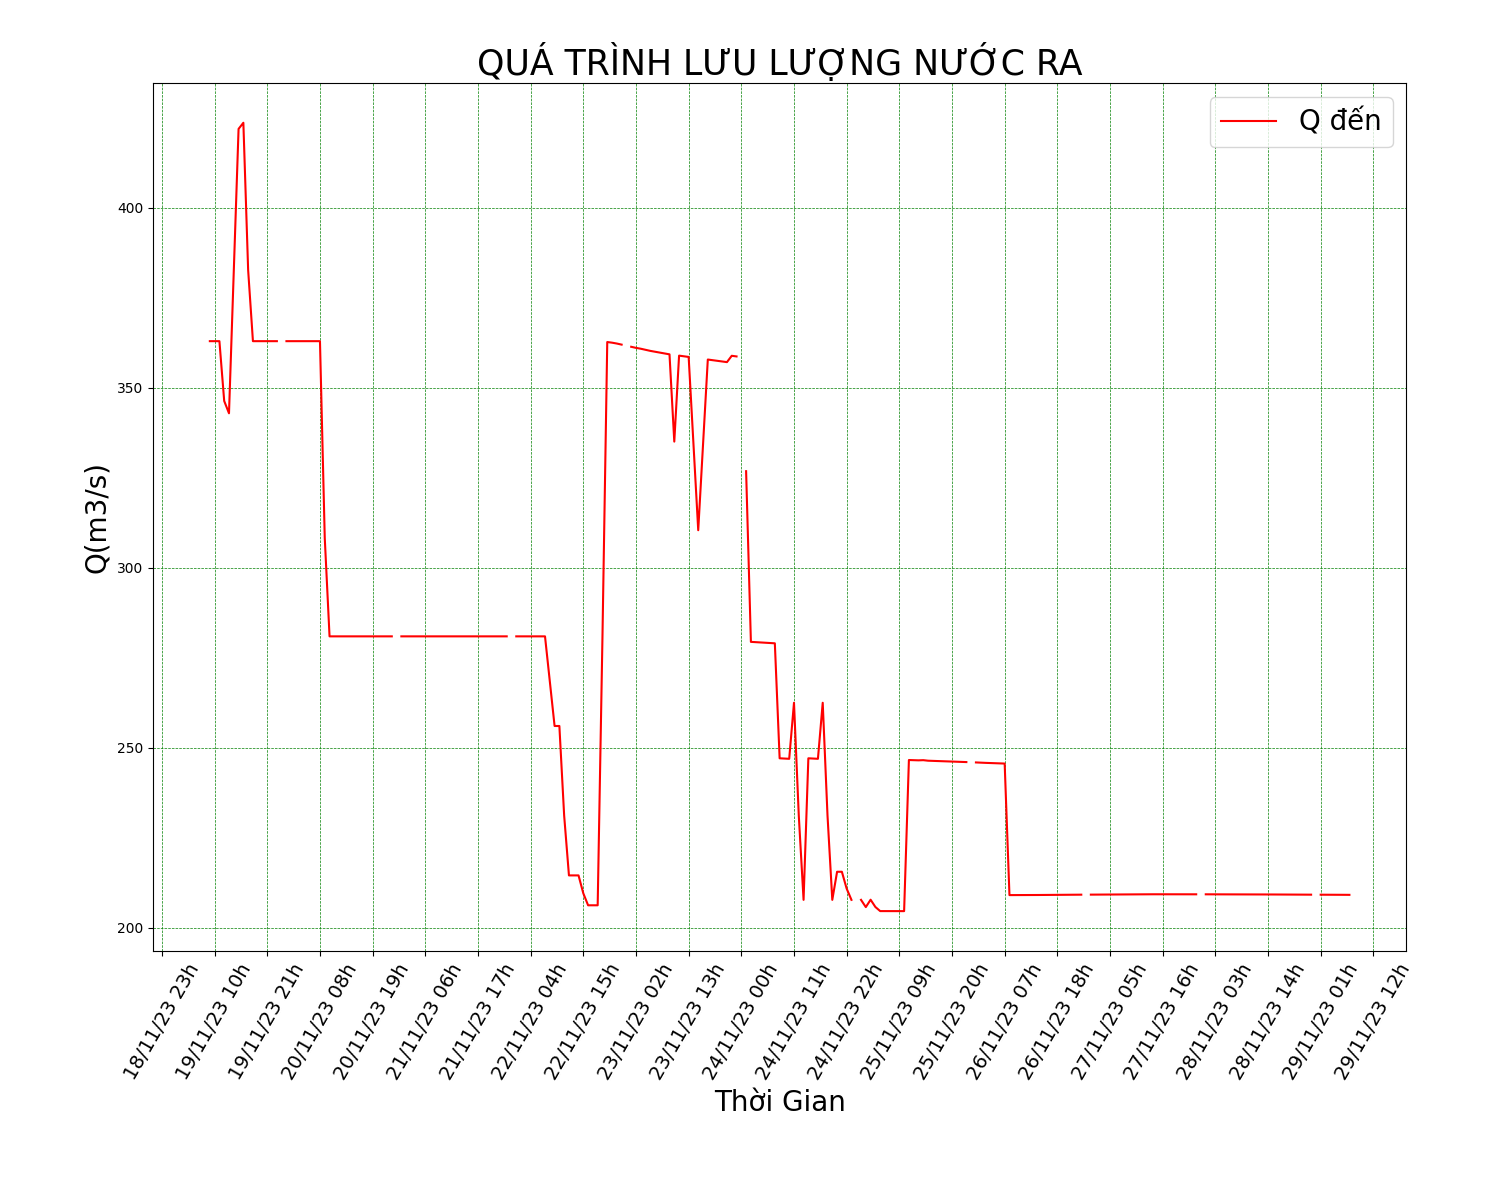 QUÁ TRÌNH LƯU LƯỢNG NƯỚC RA
Q đến
Q(m3/s)
400
350
300
250
200
18/11/23 23h
19/11/23 10h
19/11/23 21h
20/11/23 08h
20/11/23 19h
21/11/23 06h
21/11/23 17h
22/11/23 04h
22/11/23 15h
23/11/23 02h
23/11/23 13h
24/11/23 00h
24/11/23 11h
24/11/23 22h
25/11/23 09h
25/11/23 20h
26/11/23 07h
26/11/23 18h
27/11/23 05h
27/11/23 16h
28/11/23 03h
28/11/23 14h
29/11/23 01h
29/11/23 12h
Thời Gian